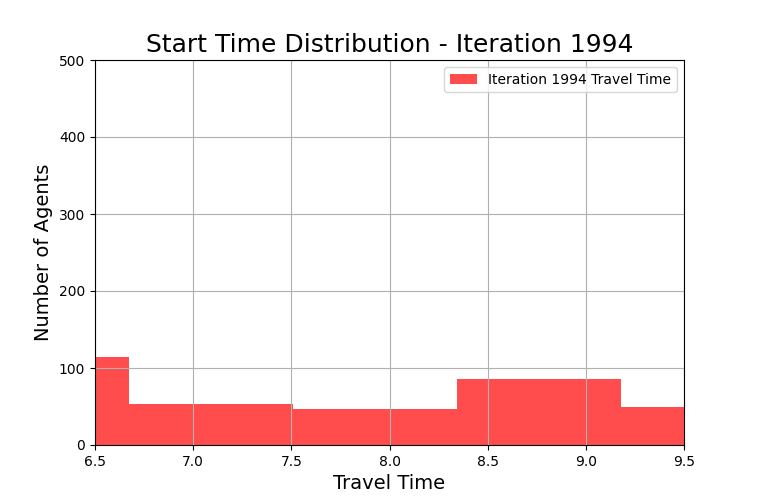 Start Time Distribution - Iteration 1994
Iteration 1994 Travel Time
Number of Agents
500
400
300
200
100
0
6.5 7.0 7.5 8.0 8.5 9.0 9.5
Travel Time